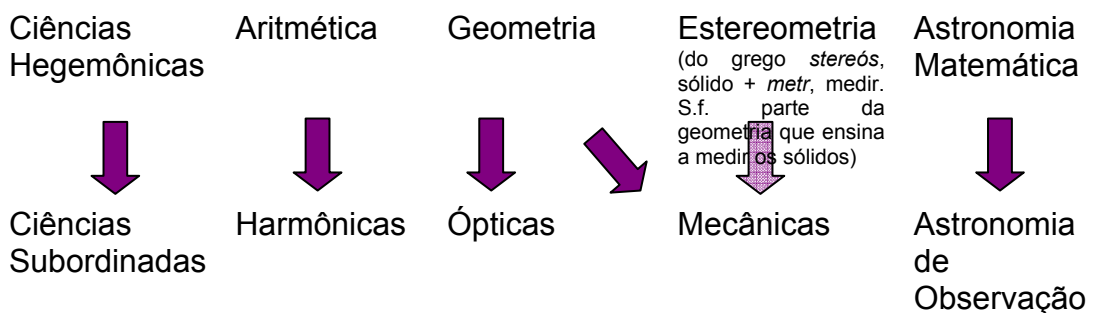 Ciências
Hegemônicas
Aritmética
Geometria
Estereometria
(do grego stereós,
sólido + metr, medir.
S.f. parte da
geometria que ensina
a medir os sólidos)
Astronomia
Matemática
Ciências
Subordinadas
Harmônicas
Ópticas
Mecânicas
Astronomia
de
Observação